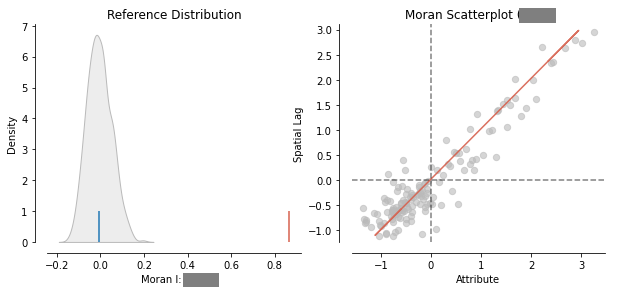 Reference Distribution
Density
7
6
5
4
3
2
1
0
−0.2 0.0 0.2 0.4 0.6 0.8
Moran I:
Moran Scatterplot (
Spatial Lag
3.0
2.5
2.0
1.5
1.0
0.5
0.0
−0.5
−1.0
−1 0 1 2 3
Attribute